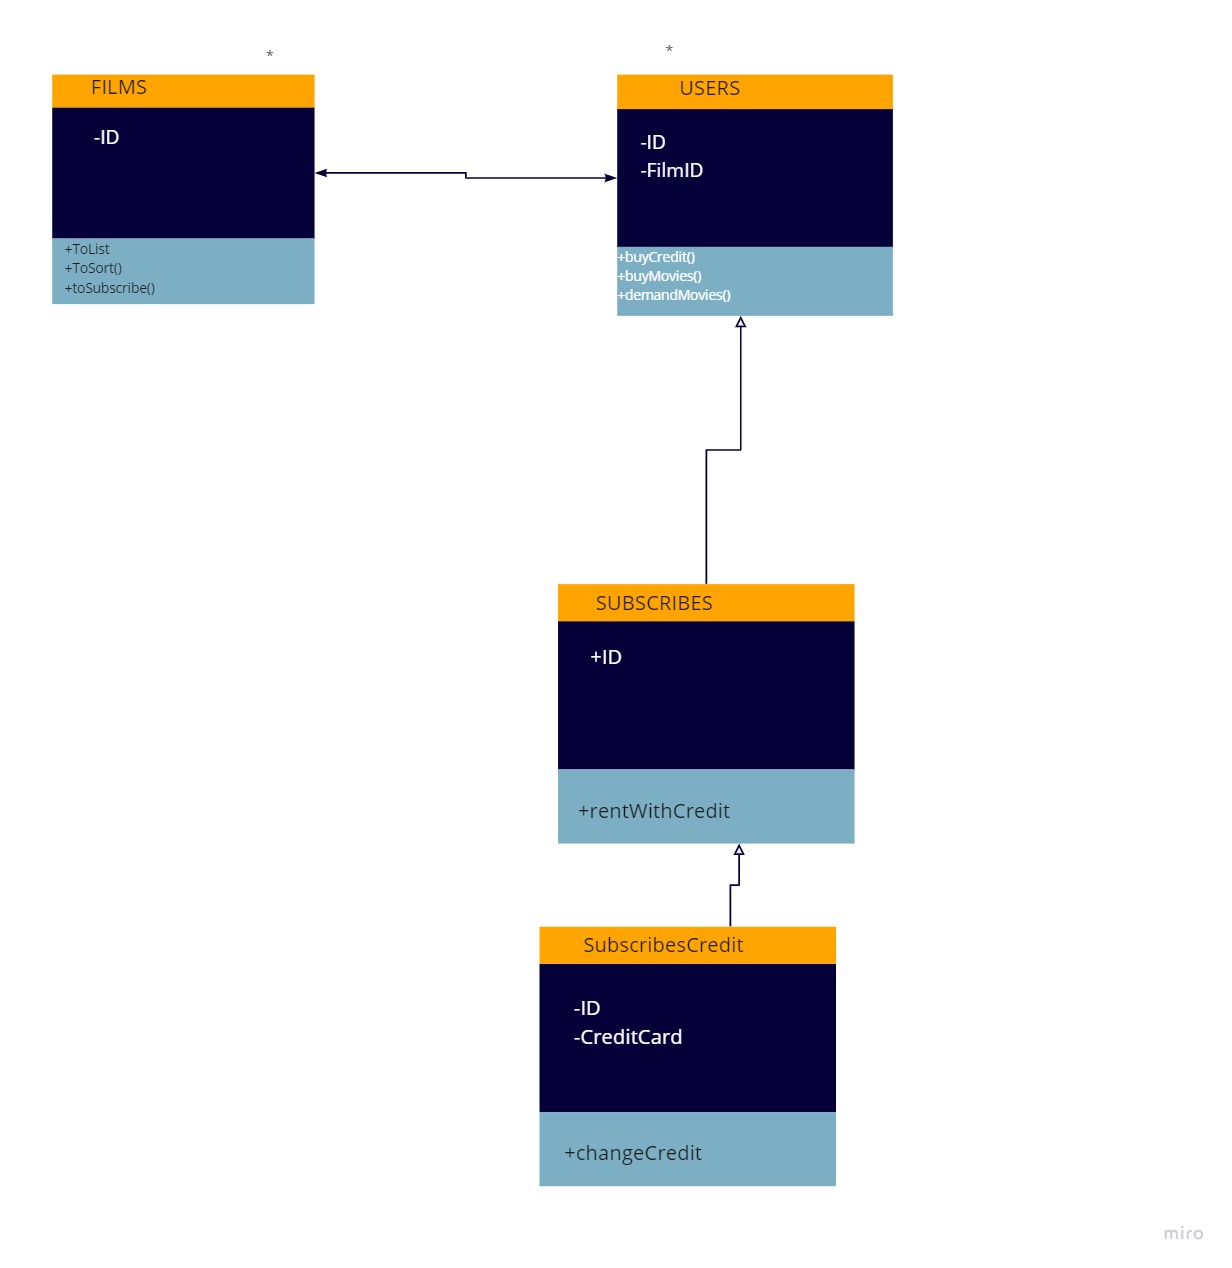 *
*
FILMS
-ID
+ToList
+ToSort()
+toSubscribe()
USERS
-ID
-FilmID
+buyCredit()
+buyMovies()
+demandMovies()
SUBSCRIBES
+ID
+rentWithCredit
SubscribesCredit
-ID
-CreditCard
+changeCredit
miro